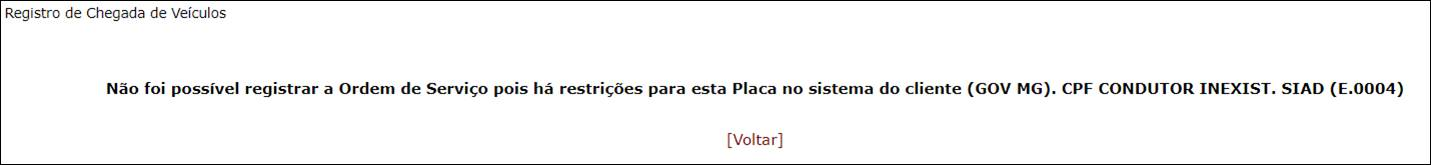 Registro de Chegada de Veículos
Não foi possível registrar a Ordem de Serviço pois há restrições para esta Placa no sistema do cliente (GOV MG). CPF CONDUTOR INEXIST. SIAD (E.0004)
[Voltar]